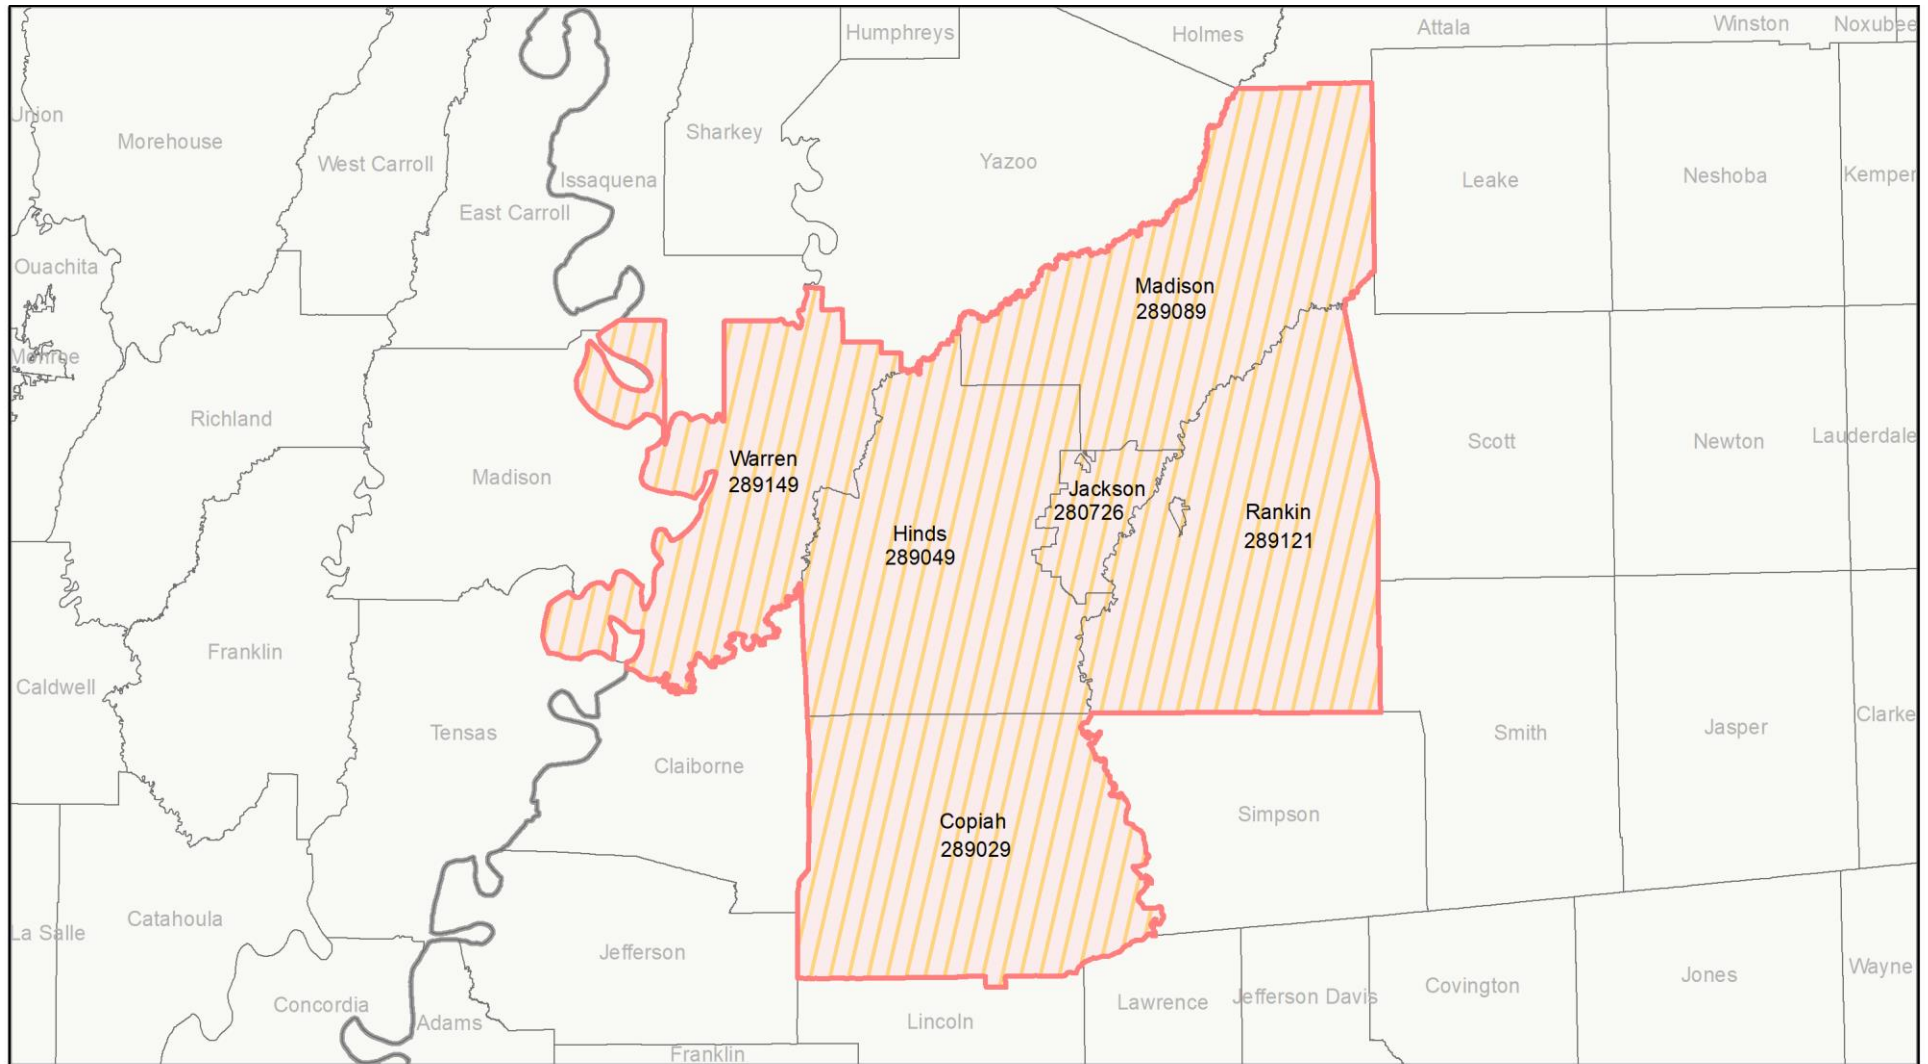 Humphreys
Holmes
Attala
Winston
Noxubee
Union
Morehouse
West Carroll
Sharkey
Issaquena
Yazoo
Leake
Neshoba
Kemper
East Carroll
Ouachita
Madison
289089
Monroe
Richland
Madison
Warren
289149
Scott
Newton
Lauderdale
Jackson
280726
Hinds
289049
Rankin
289121
Franklin
Caldwell
Tensas
Claiborne
Smith
Jasper
Clarke
Copiah
289029
Simpson
Catahoula
La Salle
Jefferson
Concordia
Adams
Lincoln
Lawrence
Jefferson Davis
Covington
Jones
Wayne
Franklin